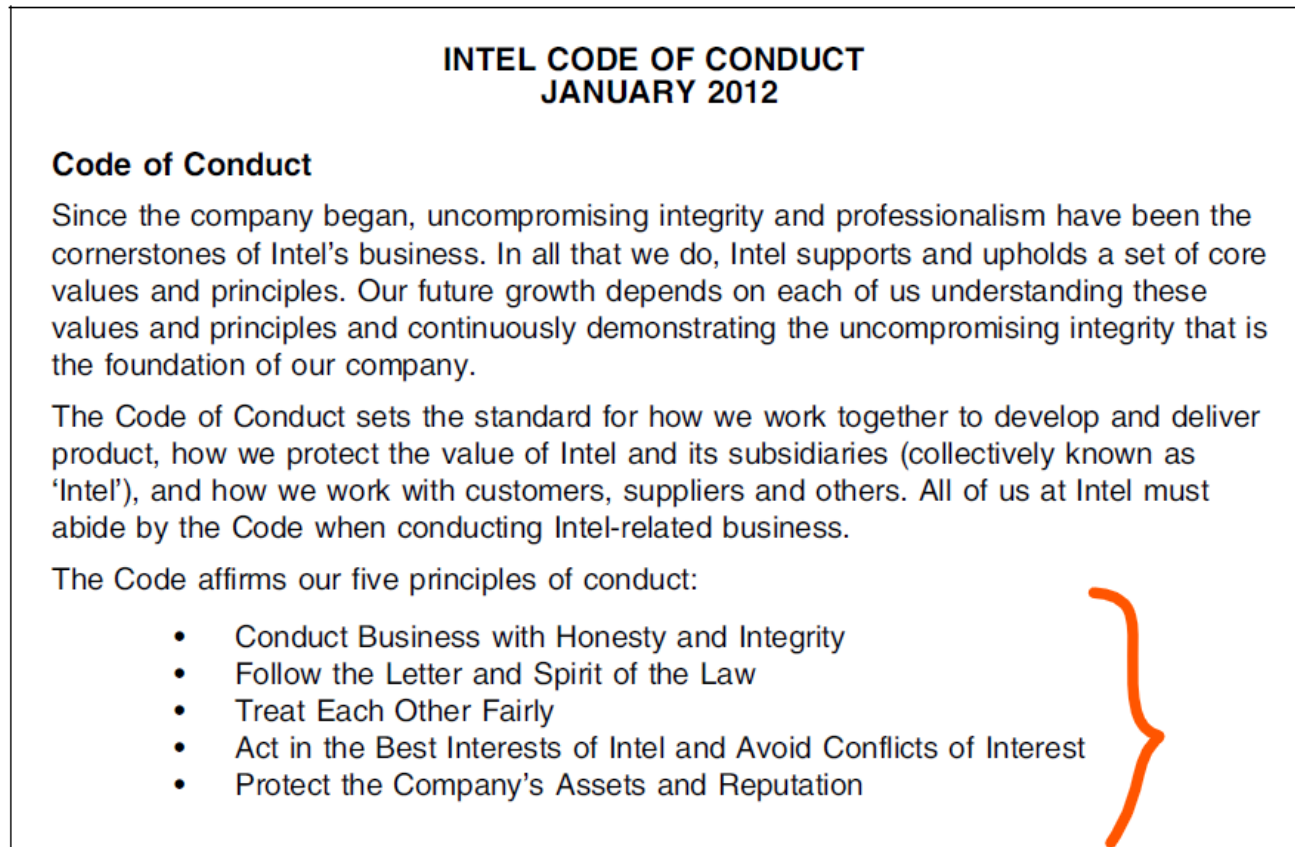 INTEL CODE OF CONDUCT
JANUARY 2012
Code of Conduct
Since the company began, uncompromising integrity and professionalism have been the
cornerstones of Intel’s business. In all that we do, Intel supports and upholds a set of core
values and principles. Our future growth depends on each of us understanding these
values and principles and continuously demonstrating the uncompromising integrity that is
the foundation of our company.
The Code of Conduct sets the standard for how we work together to develop and deliver
product, how we protect the value of Intel and its subsidiaries (collectively known as
‘Intel’), and how we work with customers, suppliers and others. All of us at Intel must
abide by the Code when conducting Intel-related business.
The Code affirms our five principles of conduct:
• Conduct Business with Honesty and Integrity
• Follow the Letter and Spirit of the Law
• Treat Each Other Fairly
• Act in the Best Interests of Intel and Avoid Conflicts of Interest
• Protect the Company’s Assets and Reputation